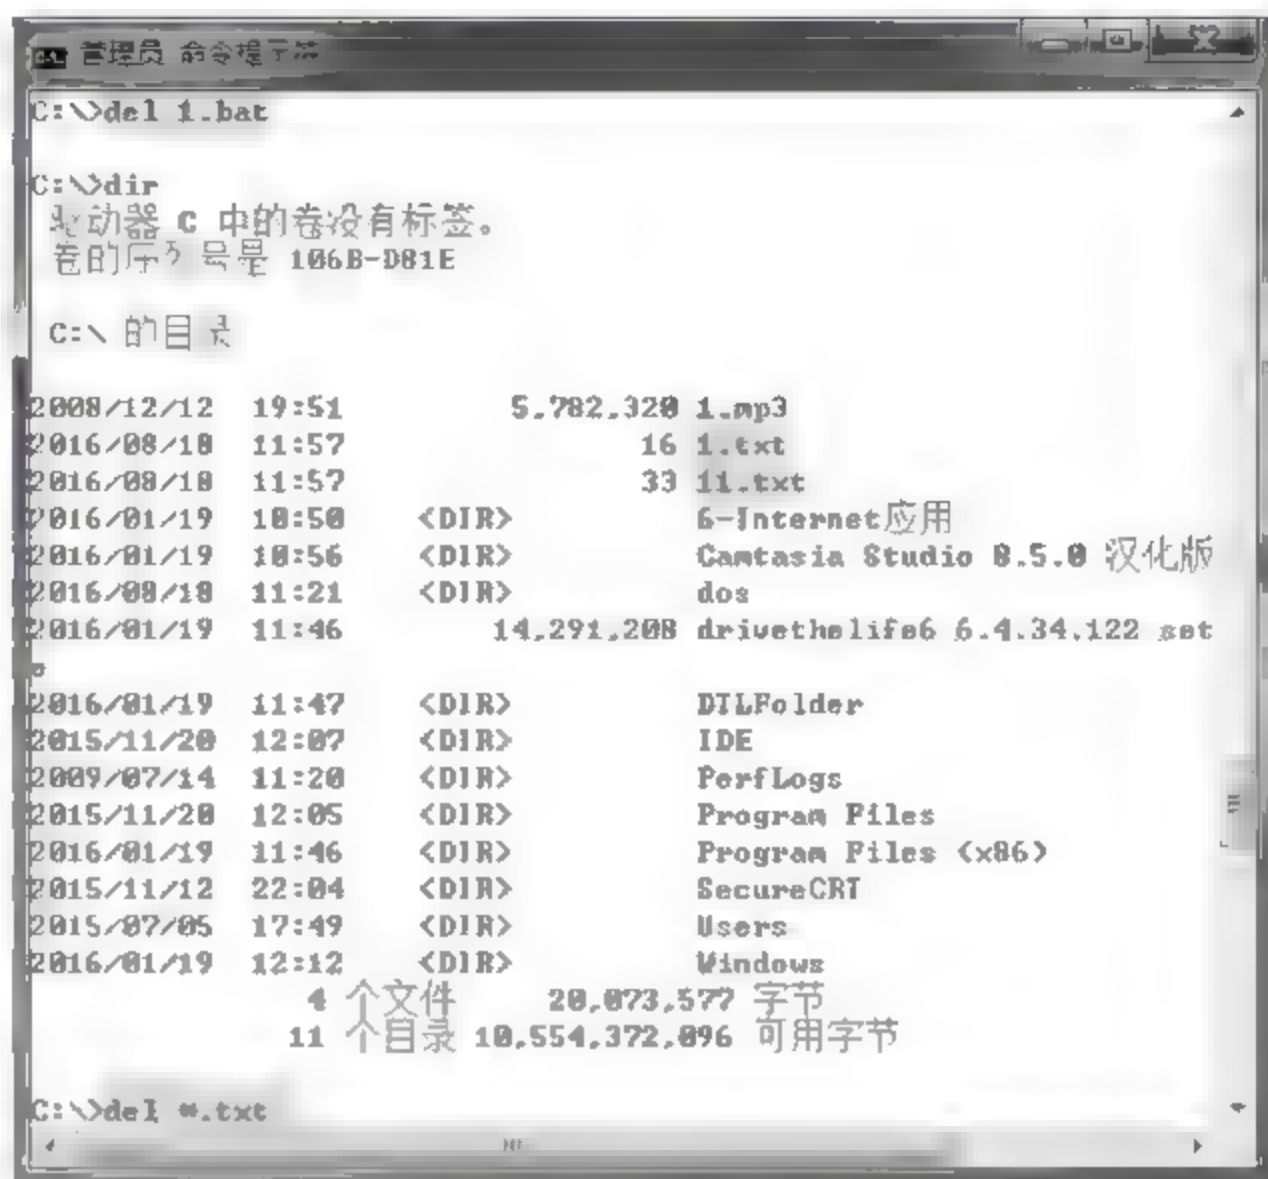 管理员 命令提示符
C:\>del 1.bat
C:\>dir
驱动器 C 中的卷没有标签。
卷的序列号是 106B-D81E
C:\ 的目录
2008/12/12 19:51 5,782,320 1.mp3
2016/08/18 11:57 16 1.txt
2016/08/18 11:57 33 11.txt
2016/01/19 10:50 <DIR> 6-Internet应用
2016/01/19 10:56 <DIR> Camtasia Studio 8.5.0 汉化版
2016/08/18 11:21 <DIR> dos
2016/01/19 11:46 14,291,208 drivethelife6 6.4.34.122 set
2016/01/19 11:47 <DIR> DTLFolder
2015/11/20 12:07 <DIR> IDE
2009/07/14 11:20 <DIR> PerfLogs
2015/11/20 12:05 <DIR> Program Files
2016/01/19 11:46 <DIR> Program Files (x86)
2015/11/12 22:04 <DIR> SecureCRT
2015/07/05 17:49 <DIR> Users
2016/01/19 12:12 <DIR> Windows
4 个文件 20,073,577 字节
11 个目录 10,554,372,096 可用字节
C:\>del *.txt